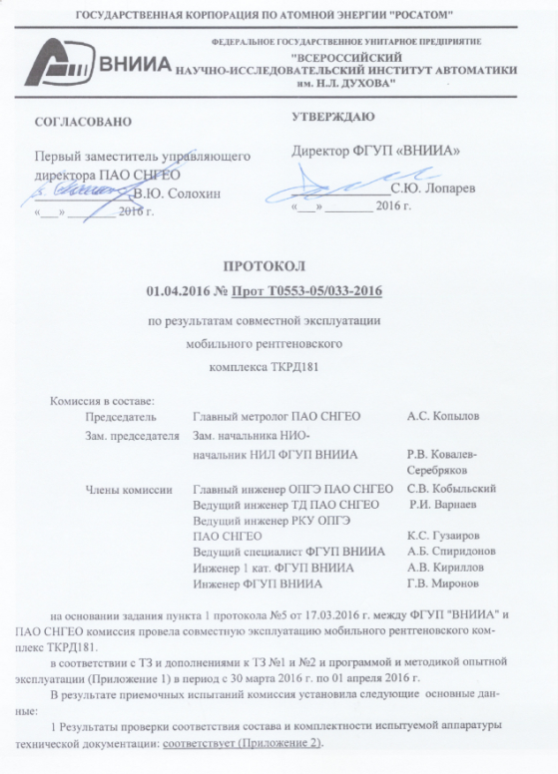 ГОСУДАРСТВЕННАЯ КОРПОРАЦИЯ ПО АТОМНОЙ ЭНЕРГИИ "РОСАТОМ"
ВНИИА
ФЕДЕРАЛЬНОЕ ГОСУДАРСТВЕННОЕ УНИТАРНОЕ ПРЕДПРИЯТИЕ
"ВСЕРОССИЙСКИЙ
НАУЧНО-ИССЛЕДОВАТЕЛЬСКИЙ ИНСТИТУТ АВТОМАТИКИ
им. Н.Л. ДУХОВА"
СОГЛАСОВАНО
Первый заместитель управляющего
директора ПАО СНГЕО
В.Ю. Солохин
«___» ________ 2016 г.
УТВЕРЖДАЮ
Директор ФГУП «ВНИИА»
С.Ю. Лопарев
«___» ________ 2016 г.
ПРОТОКОЛ
01.04.2016 № Прот Т0553-05/033-2016
по результатам совместной эксплуатации
мобильного рентгеновского
комплекса ТКРД181
Комиссия в составе:
Председатель Главный метролог ПАО СНГЕО А.С. Копылов
Зам. председателя Зам. начальника НИО-
начальник НИЛ ФГУП ВНИИА Р.В. Ковалев-
Серебряков
Члены комиссии Главный инженер ОПГЭ ПАО СНГЕО С.В. Кобыльский
Ведущий инженер ТД ПАО СНГЕО Р.И. Варнаев
Ведущий инженер РКУ ОПГЭ
ПАО СНГЕО К.С. Гузаиров
Ведущий специалист ФГУП ВНИИА А.Б. Спиридонов
Инженер 1 кат. ФГУП ВНИИА А.В. Кириллов
Инженер ФГУП ВНИИА Г.В. Миронов
на основании задания пункта 1 протокола №5 от 17.03.2016 г. между ФГУП "ВНИИА" и
ПАО СНГЕО комиссия провела совместную эксплуатацию мобильного рентгеновского ком-
плекс ТКРД181.
в соответствии с ТЗ и дополнениями к ТЗ №1 и №2 и программой и методикой опытной
эксплуатации (Приложение 1) в период с 30 марта 2016 г. по 01 апреля 2016 г.
В результате приемочных испытаний комиссия установила следующие основные дан-
ные:
1 Результаты проверки соответствия состава и комплектности испытуемой аппаратуры
технической документации: соответствует (Приложение 2).